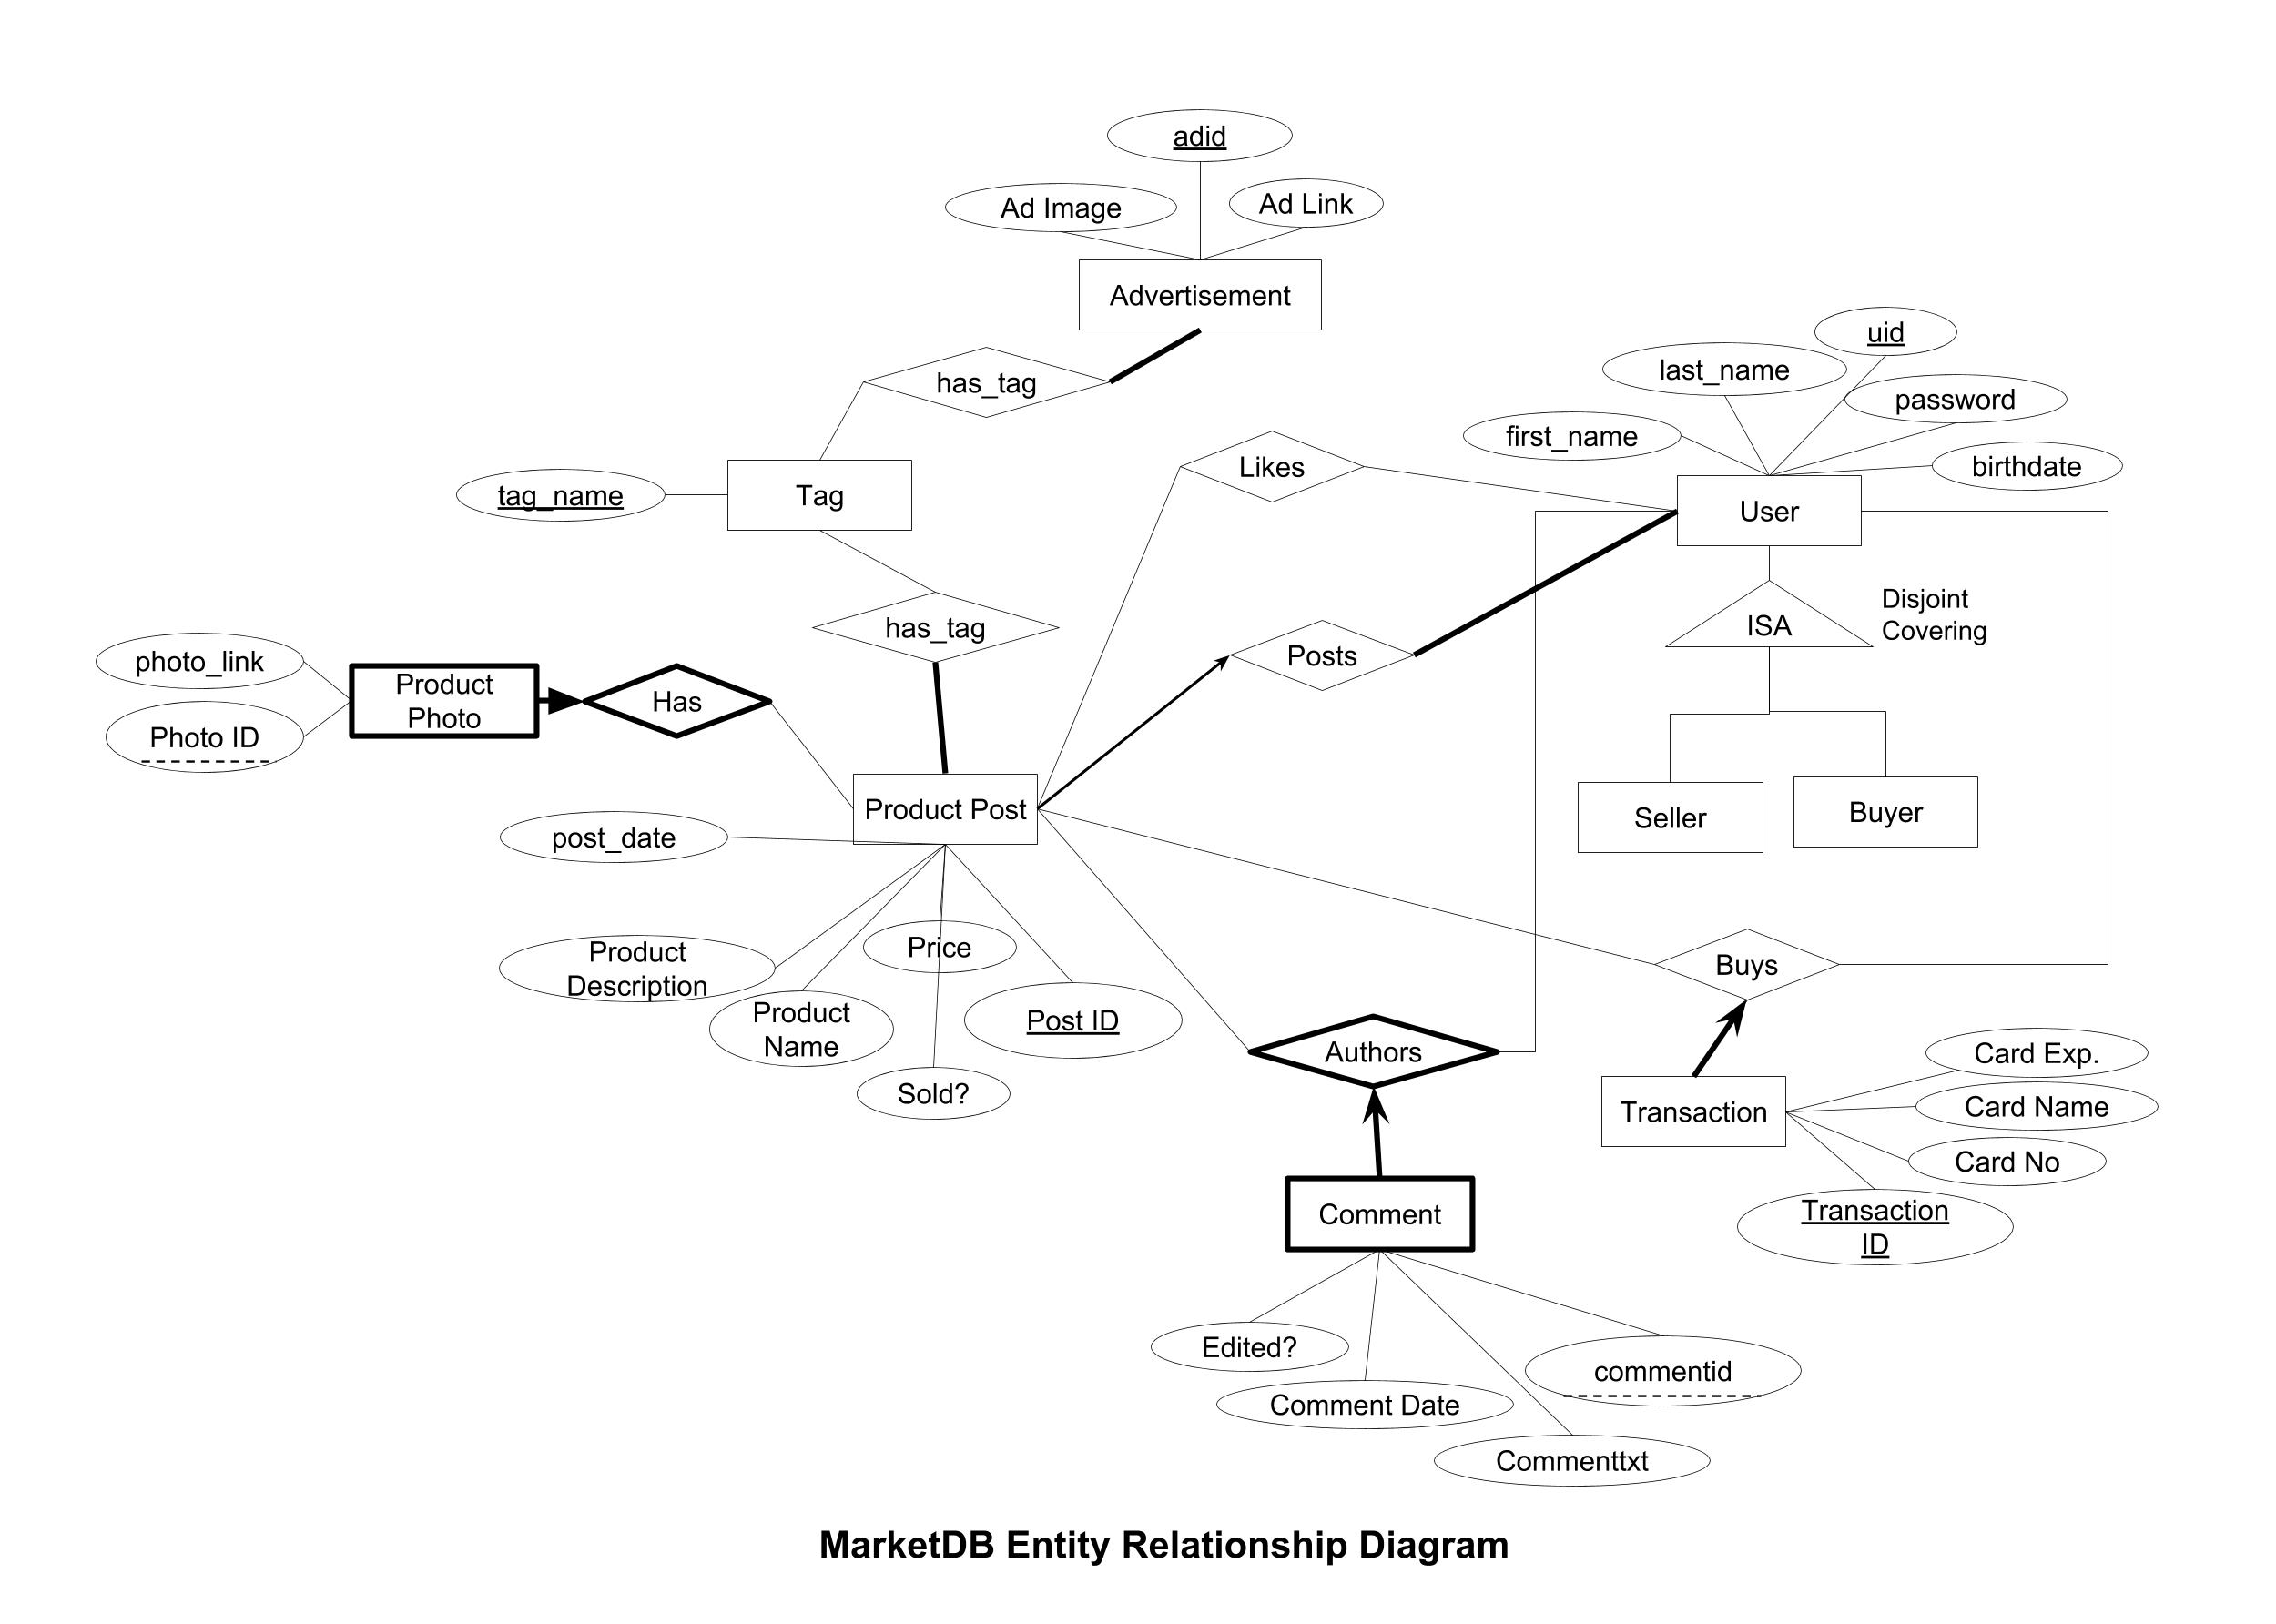 adid
Ad Image
Ad Link
Advertisement
uid
last_name
has_tag
password
first_name
Likes
birthdate
tag_name
Tag
User
Disjoint
Covering
ISA
has_tag
Posts
photo_link
Product
Photo
Has
Photo ID
Product Post
Seller
Buyer
post_date
Price
Product
Description
Buys
Product
Name
Post ID
Authors
Card Exp.
Sold?
Transaction
Card Name
Card No
Comment
Transaction
ID
Edited?
commentid
Comment Date
Commenttxt
MarketDB Entity Relationship Diagram